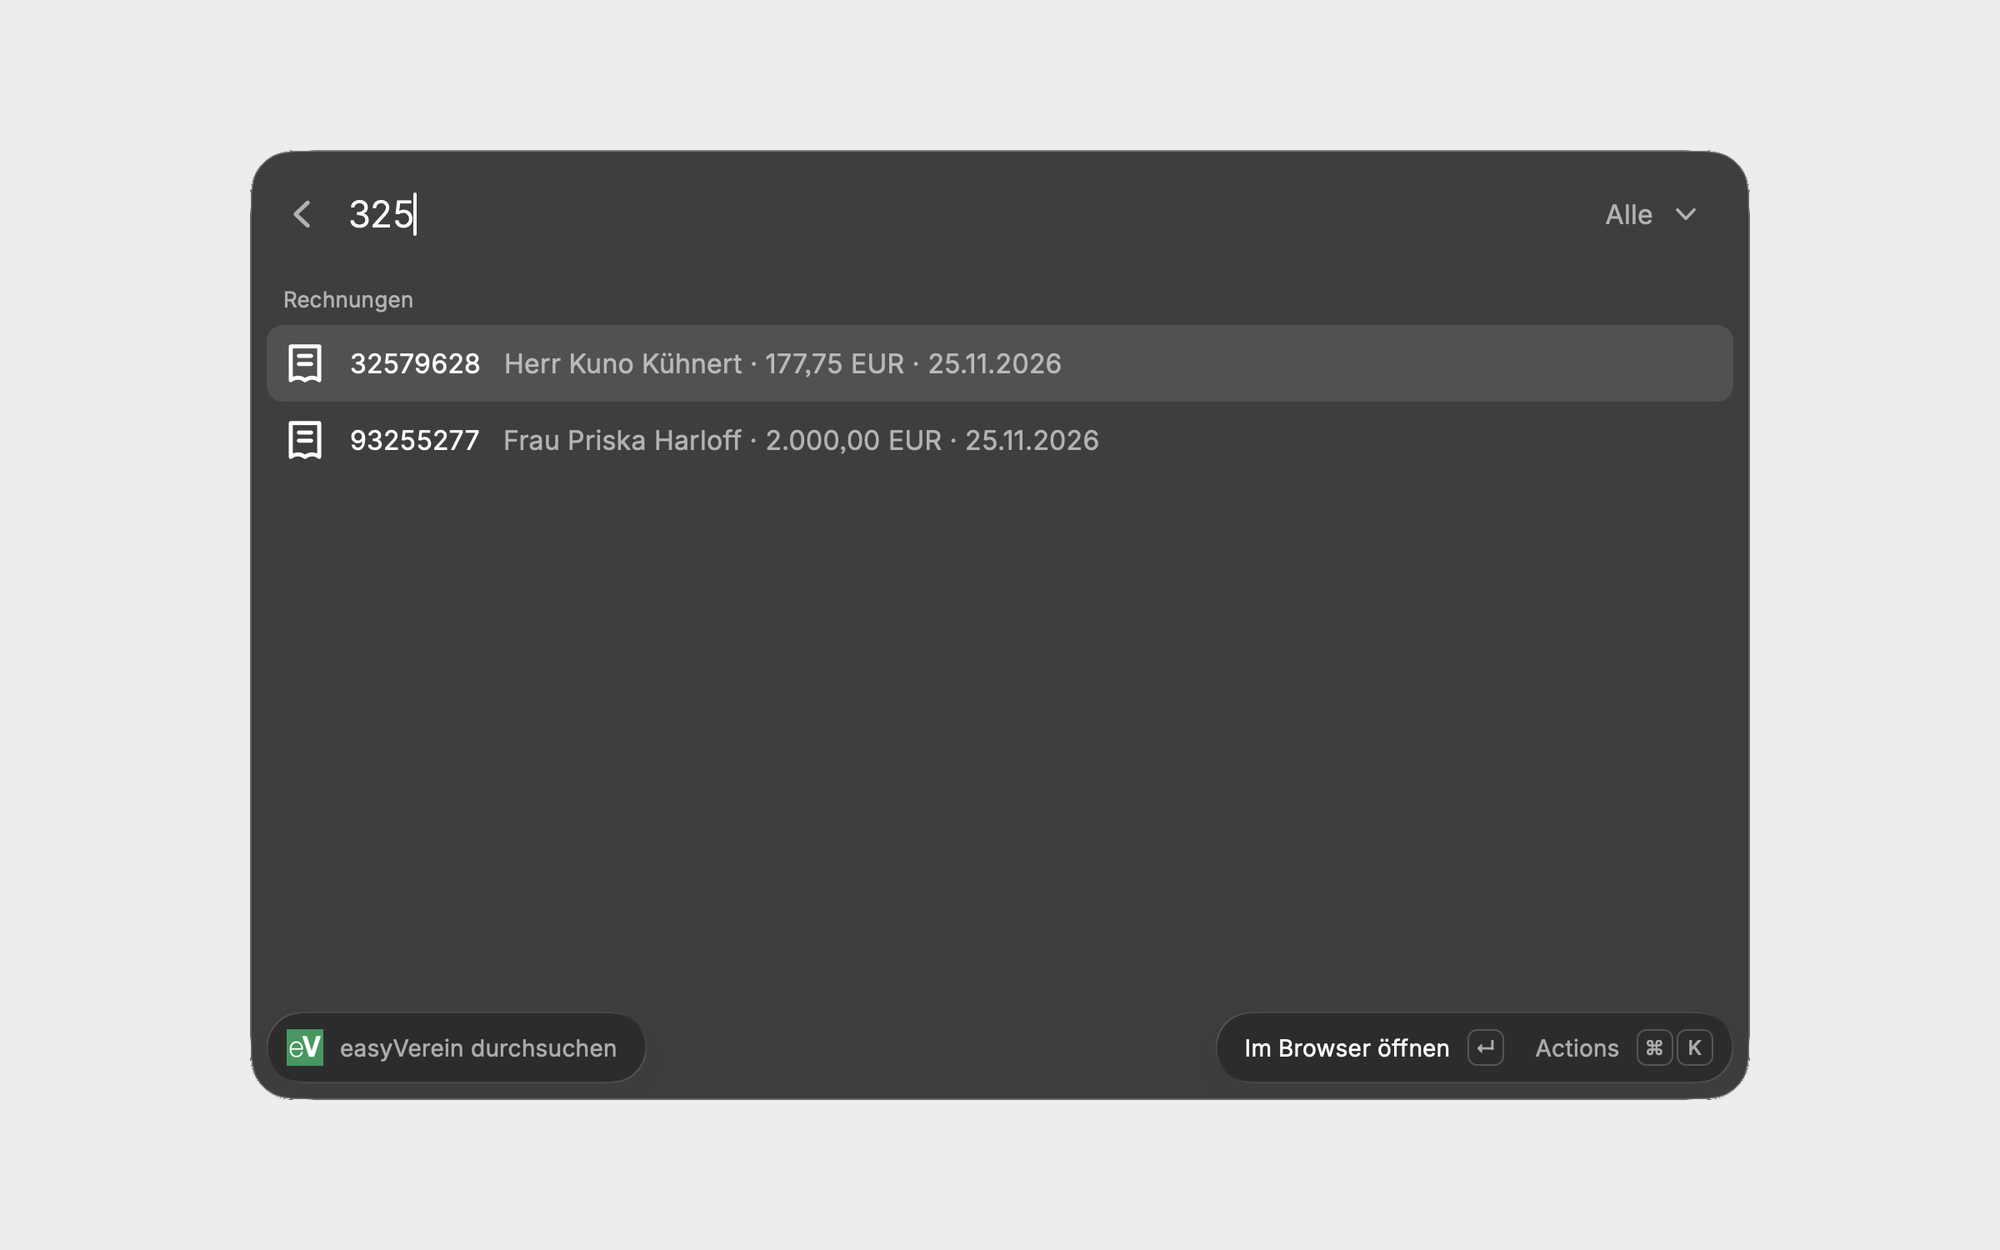 325
Alle
Rechnungen
32579628 Herr Kuno Kühnert · 177,75 EUR · 25.11.2026
93255277 Frau Priska Harloff · 2.000,00 EUR · 25.11.2026
eV easyVerein durchsuchen
Im Browser öffnen ↵ Actions ⌘ K